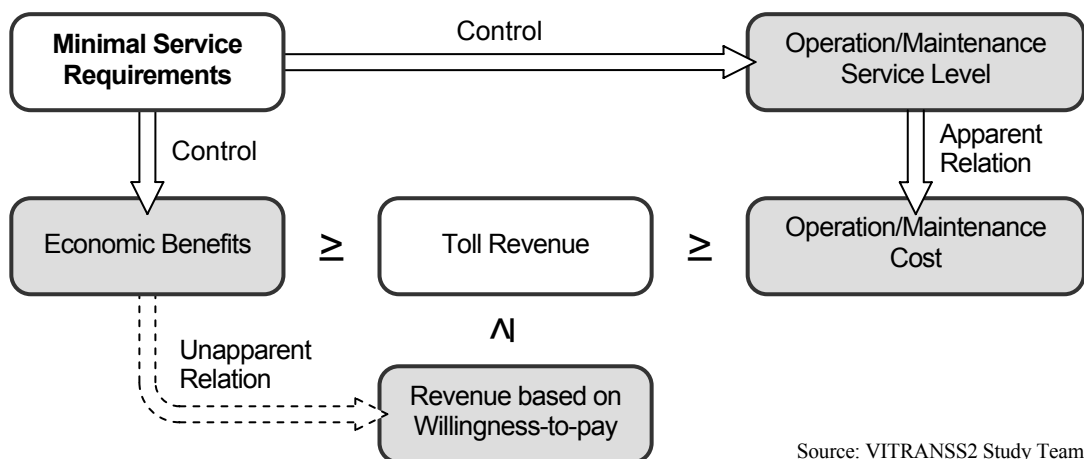 Minimal Service
Requirements
Control
Operation/Maintenance
Service Level
Control
Apparent
Relation
Economic Benefits
≥
Toll Revenue
≥
Operation/Maintenance
Cost
≥
Unapparent
Relation
Revenue based on
Willingness-to-pay
Source: VITRANSS2 Study Team